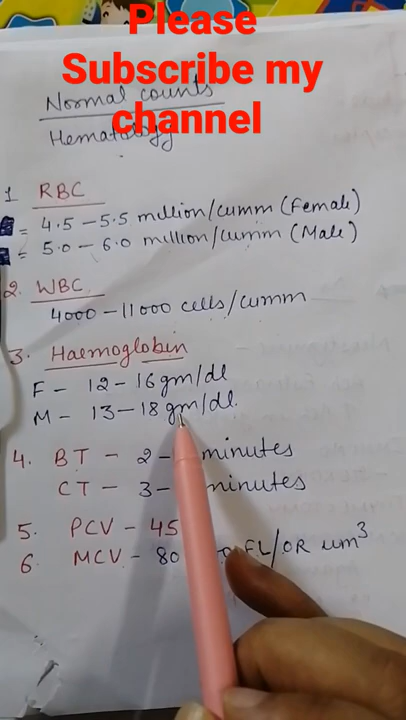 Please
Subscribe my
channel
Normal counts
Hematology
1 RBC
= 4.5 – 5.5 million/cumm (Female)
= 5.0 – 6.0 million/cumm (Male)
2. WBC
4000 – 11000 cells/cumm
3. Haemoglobin
F – 12 – 16 gm/dl
M – 13 – 18 gm/dl.
4. BT – 2 – minutes
CT – 3 – minutes
5. PCV – 45
6. MCV – 80 FL/OR um³